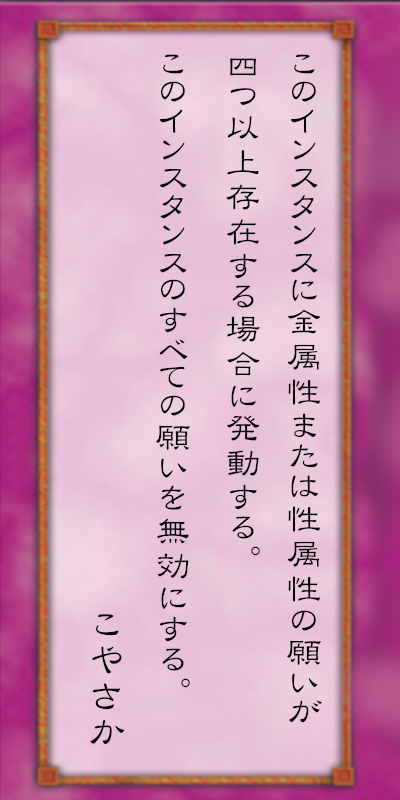 このインスタンスに金属性または性属性の願いが
四つ以上存在する場合に発動する。
このインスタンスのすべての願いを無効にする。
こやさか